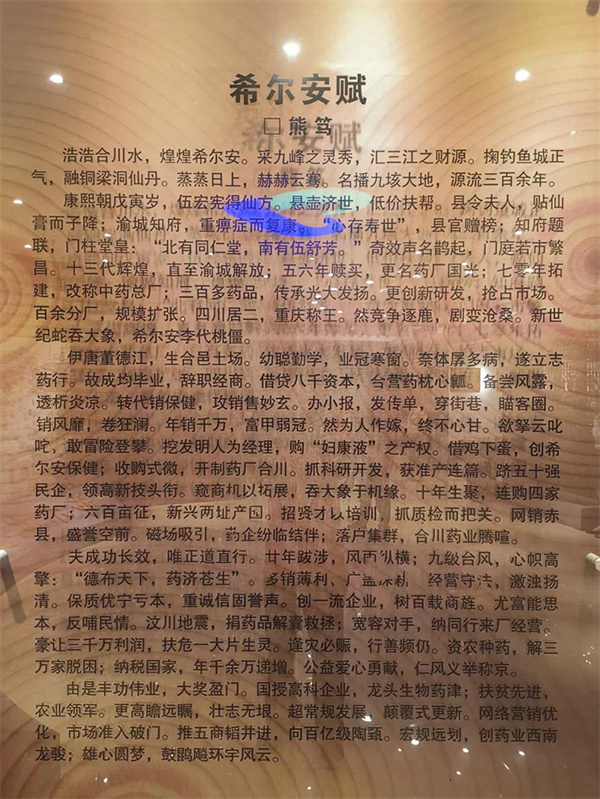 希尔安赋
□熊笃
浩浩合川水,煌煌希尔安。采九峰之灵秀,汇三江之财源。掬钓鱼城正
气,融铜梁洞仙丹。蒸蒸日上,赫赫云骞。名播九垓大地,源流三百余年。
康熙朝戊寅岁,伍宏宪得仙方。悬壶济世,低价扶帮。县令夫人,贴仙
膏而子降;渝城知府,重痹症而复康。“心存寿世”,县官赠榜;知府题
联,门柱堂皇:“北有同仁堂,南有伍舒芳。”奇效声名鹊起,门庭若市繁
昌。十三代辉煌,直至渝城解放;五六年赎买,更名药厂国光;七零年拓
建,改称中药总厂;三百多药品,传承光大发扬。更创新研发,抢占市场。
百余分厂,规模扩张。四川居二,重庆称王。然竞争逐鹿,剧变沧桑。新世
纪蛇吞大象,希尔安李代桃僵。
伊唐董德江,生合邑土场。幼聪勤学,业冠寒窗。奈体孱多病,遂立志
药行。故成均毕业,辞职经商。借贷八千资本,台营药枕心瓤。备尝风露,
透析炎凉。转代销保健,攻销售妙玄。办小报,发传单,穿街巷,瞄客圈。
销风靡,卷狂澜。年销千万,富甲弱冠。然为人作嫁,终不心甘。欲拏云叱
咤,敢冒险登攀。挖发明人为经理,购“妇康液”之产权。借鸡下蛋,创希
尔安保健;收购式微,开制药厂合川。抓科研开发,获准产连篇。跻五十强
民企,领高新技头衔。窥商机以拓展,吞大象于机缘。十年生聚,连购四家
药厂;六百亩征,新兴两址产园。招贤才以培训,抓质检而把关。网销赤
县,盛誉空前。磁场吸引,药企纷临结伴;落户集群,合川药业腾喧。
夫成功长效,唯正道直行。廿年跋涉,风雨纵横;九级台风,心帜高
擎:“德布天下,药济苍生”。多销薄利,广益深耕,经营守法,激浊扬
清。保质优宁亏本,重诚信固誉声。创一流企业,树百载商旌。尤富能思
本,反哺民情。汶川地震,捐药品解囊救拯;宽容对手,纳同行来厂经营。
豪让三千万利润,扶危一大片生灵。谨灾必赈,行善频仍。资农种药,解三
万家脱困;纳税国家,年千余万递增。公益爱心勇献,仁风义举称京。
由是丰功伟业,大奖盈门。国授高科企业,龙头生物药津;扶贫先进,
农业领军。更高瞻远瞩,壮志无垠。超常规发展,颠覆式更新。网络营销优
化,市场准入破门。推五商韬并进,向百亿级陶甄。宏规远划,创药业西南
龙骏;雄心圆梦,鼓鹍飚环宇风云。